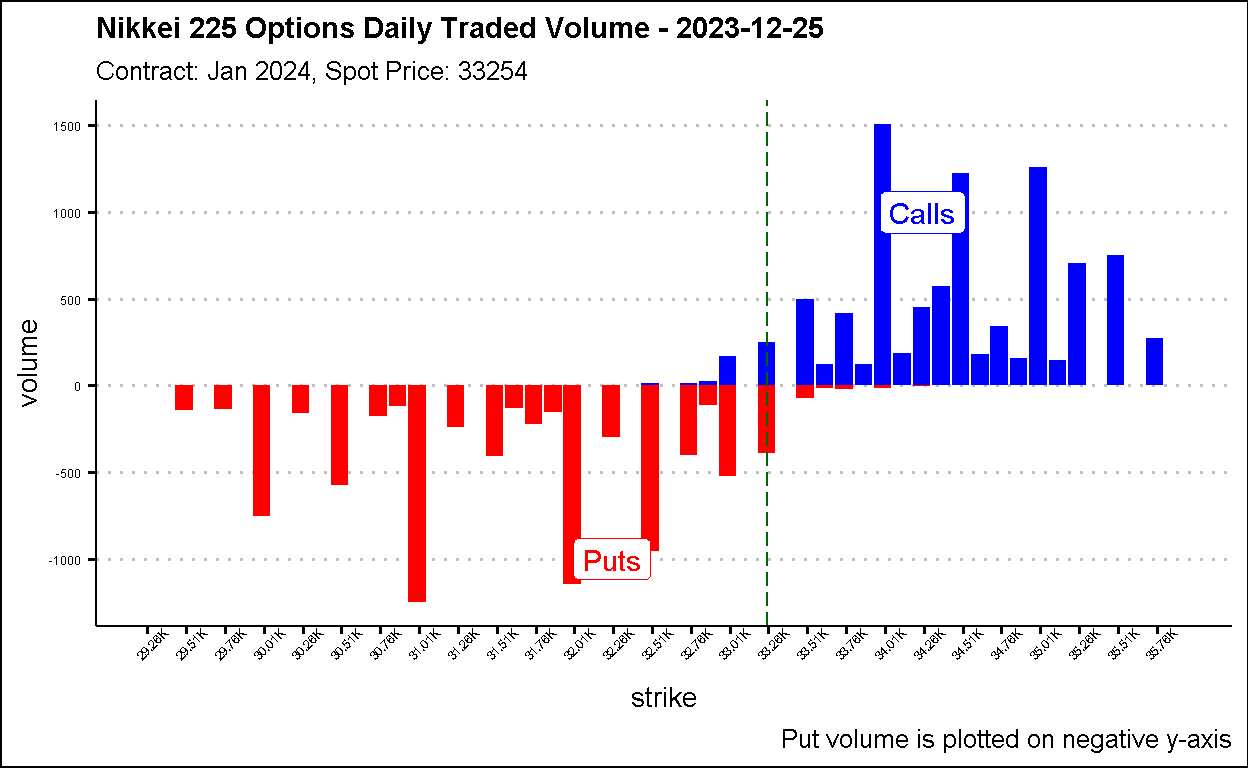 Nikkei 225 Options Daily Traded Volume - 2023-12-25
Contract: Jan 2024, Spot Price: 33254
1500
1000
500
0
-500
-1000
volume
Calls
Puts
29.26K
29.51K
29.76K
30.01K
30.26K
30.51K
30.76K
31.01K
31.26K
31.51K
31.76K
32.01K
32.26K
32.51K
32.76K
33.01K
33.26K
33.51K
33.76K
34.01K
34.26K
34.51K
34.76K
35.01K
35.26K
35.51K
35.76K
strike
Put volume is plotted on negative y-axis